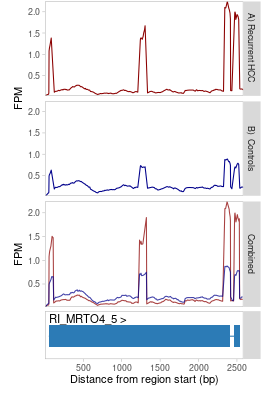 2.0
1.5
1.0
0.5
FPM
A) Recurrent HCC
2.0
1.5
1.0
0.5
B) Controls
2.0
1.5
1.0
0.5
FPM
Combined
RI_MRTO4_5 >
500 1000 1500 2000 2500
Distance from region start (bp)